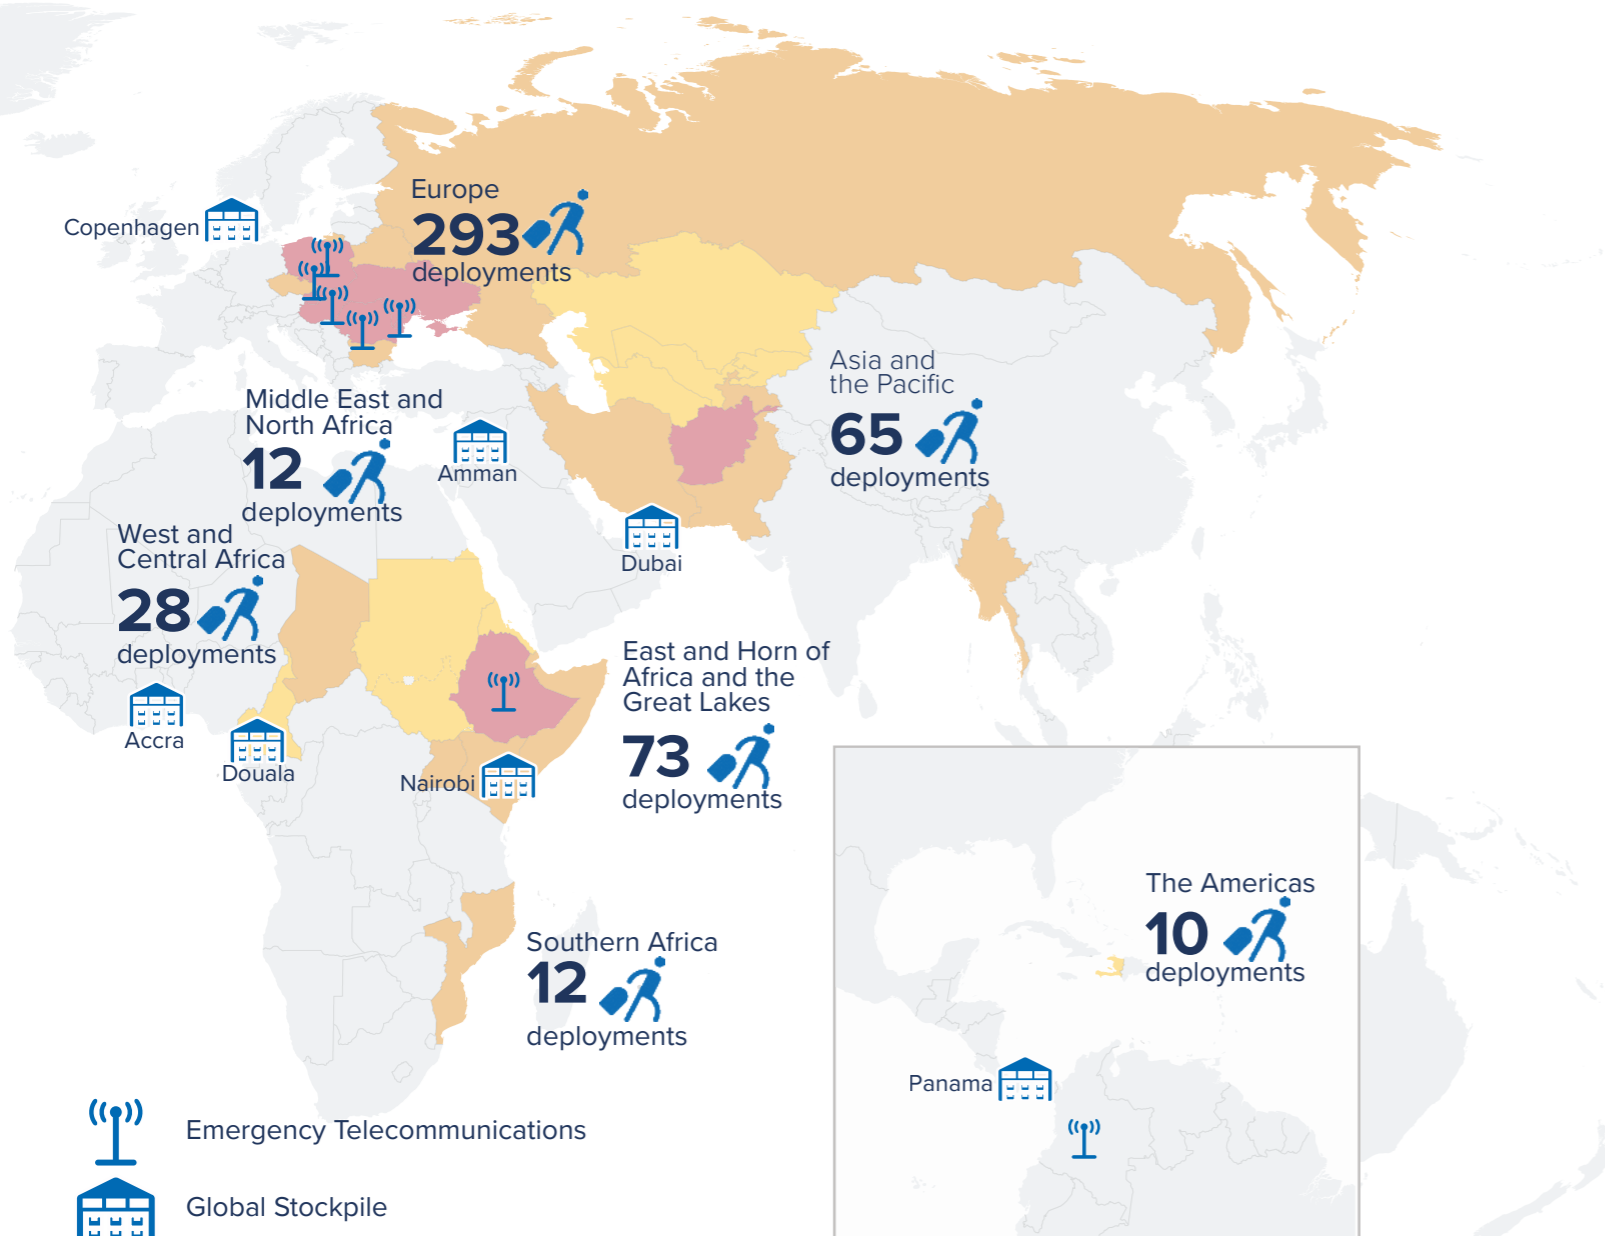 Europe
293
deployments
Copenhagen
Asia and
the Pacific
65
deployments
Middle East and
North Africa
12
deployments
Amman
West and
Central Africa
28
deployments
Dubai
East and Horn of
Africa and the
Great Lakes
73
deployments
Accra
Douala
Nairobi
The Americas
10
deployments
Southern Africa
12
deployments
Panama
Emergency Telecommunications
Global Stockpile